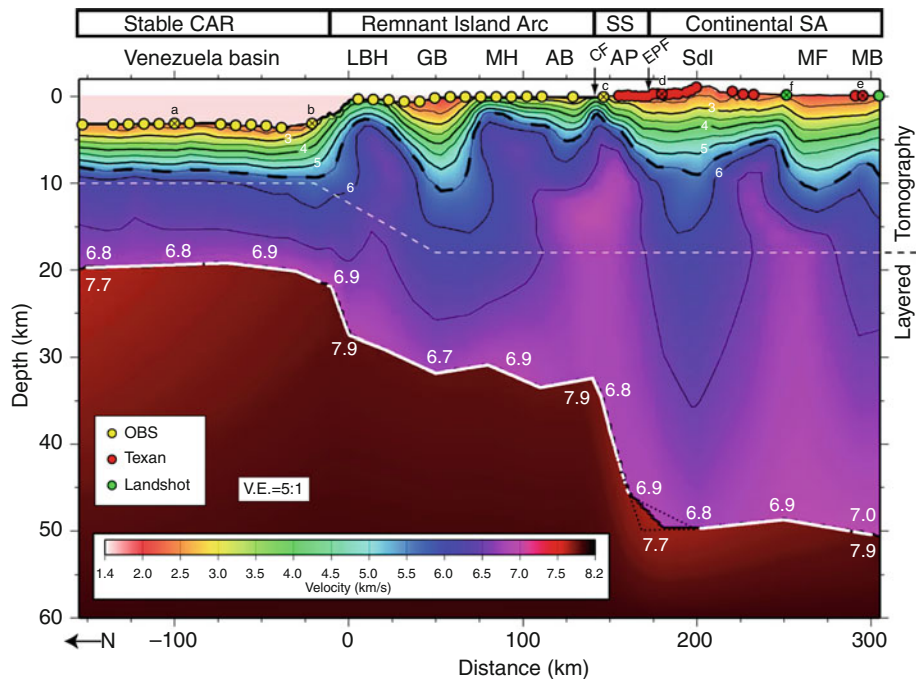 Stable CAR Remnant Island Arc SS Continental SA
Venezuela basin LBH GB MH AB CF AP EPF SdI MF MB
a b c d f e
0
3
3
4
4
5
5
6
6
10
6.8 6.8 6.9
7.7
20
6.9
7.9
30
6.7 6.9
7.9
6.8
40
6.9
6.8 6.9 7.0
7.7 7.9
50
60
Depth (km)
Tomography
Layered
OBS
Texan
Landshot
V.E.=5:1
1.4 2.0 2.5 3.0 3.5 4.0 4.5 5.0 5.5 6.0 6.5 7.0 7.5 8.2
Velocity (km/s)
N −100 0 100 200 300
Distance (km)